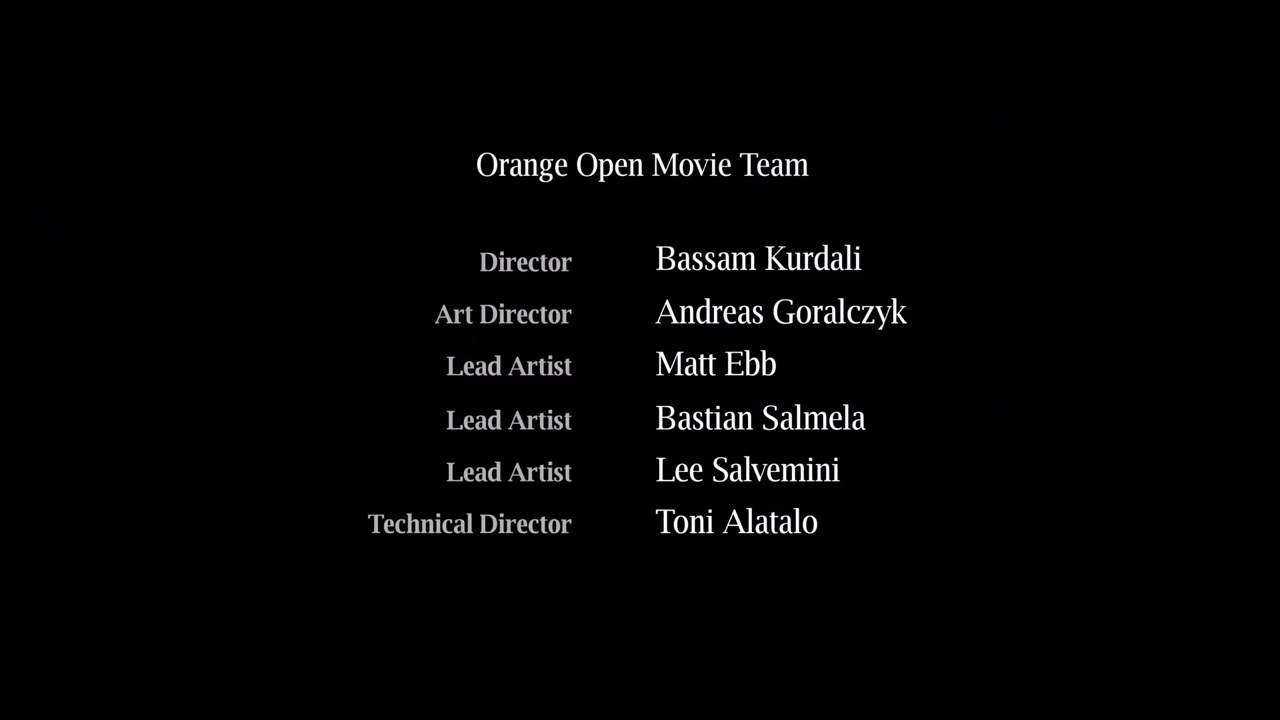 Orange Open Movie Team
Director Bassam Kurdali
Art Director Andreas Goralczyk
Lead Artist Matt Ebb
Lead Artist Bastian Salmela
Lead Artist Lee Salvemini
Technical Director Toni Alatalo